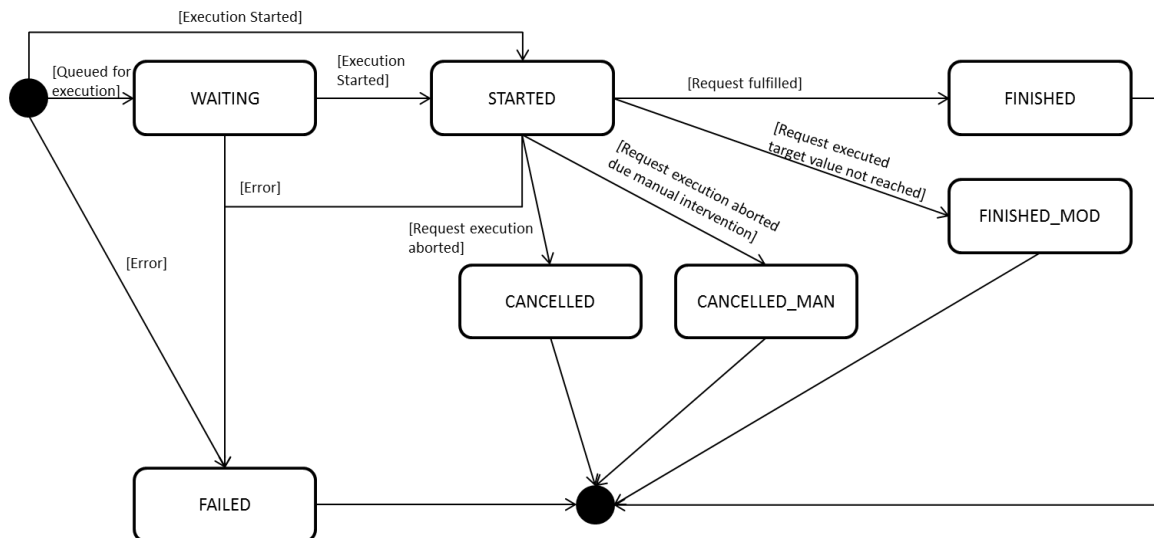 [Execution Started]
[Queued for
execution]
WAITING
[Execution
Started]
STARTED
[Request fulfilled]
FINISHED
[Request executed
target value not reached]
FINISHED_MOD
[Error]
[Request execution aborted
due manual intervention]
[Request execution
aborted]
[Error]
CANCELLED
CANCELLED_MAN
FAILED